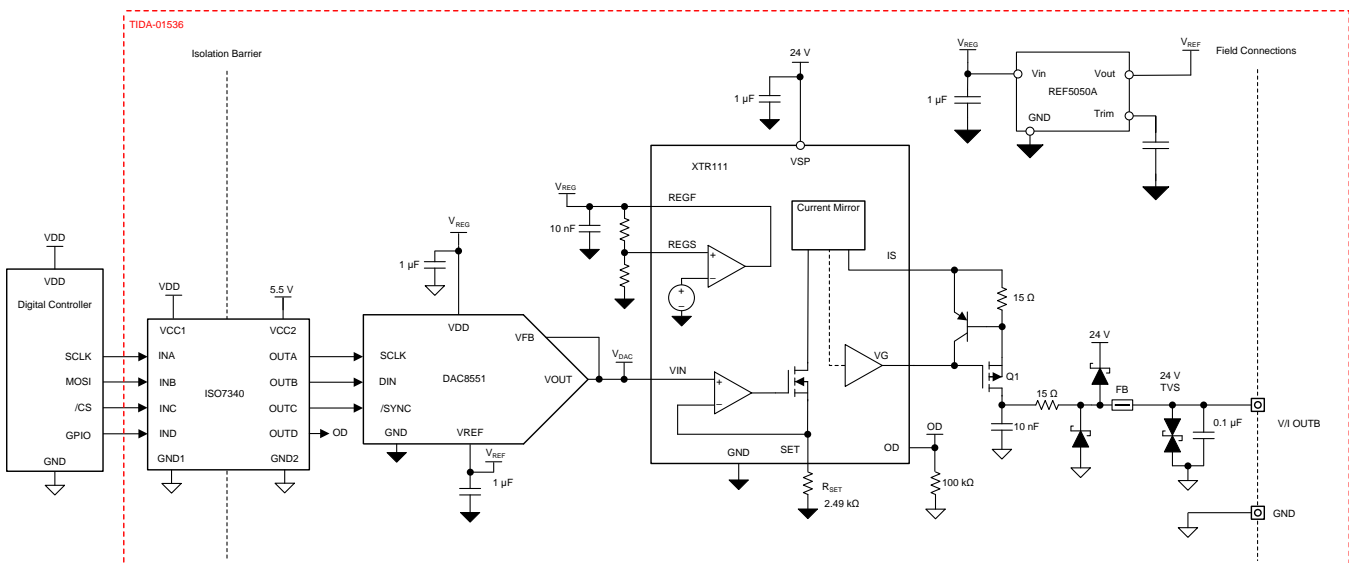 TIDA-01536
Isolation Barrier
Field Connections
VDD
VDD
Digital Controller
SCLK
MOSI
/CS
GPIO
GND
VDD
5.5 V
VCC1
VCC2
INA
OUTA
INB
OUTB
ISO7340
INC
OUTC
IND
OUTD
OD
GND1
GND2
VREG
1 µF
VDD
VFB
SCLK
DIN
DAC8551
VOUT
/SYNC
GND
VREF
VREF
1 µF
VDAC
24 V
1 µF
VSP
XTR111
VREG
REGF
10 nF
REGS
Current Mirror
IS
VIN
VG
SET
GND
OD
RSET
2.49 kΩ
OD
100 kΩ
15 Ω
Q1
15 Ω
10 nF
24 V
FB
24 V
TVS
0.1 µF
V/I OUTB
GND
VREG
1 µF
Vin
Vout
REF5050A
Trim
GND
VREF